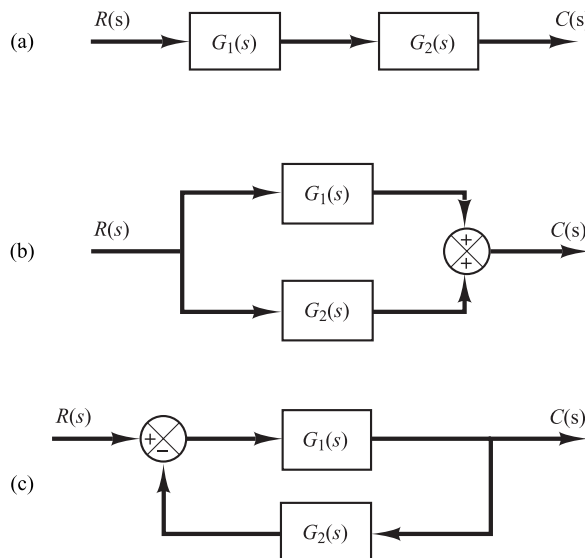 R(s) C(s)
(a) G₁(s) G₂(s)
G₁(s)
R(s) + C(s)
(b) +
G₂(s)
R(s) C(s)
+ G₁(s)
−
(c)
G₂(s)